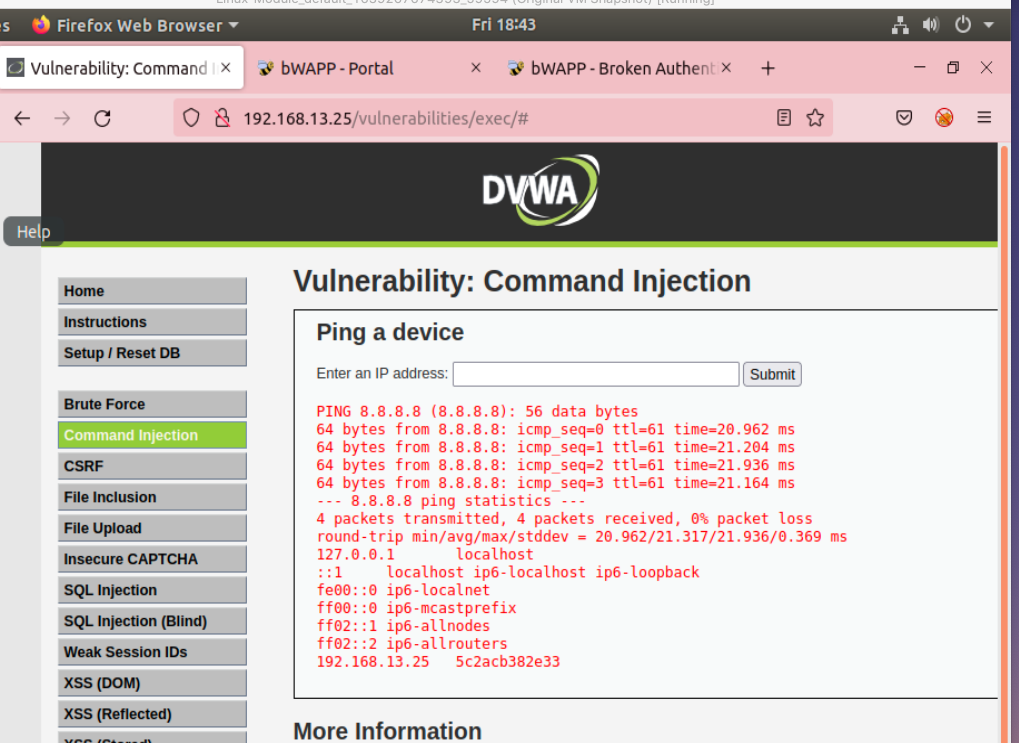 Linux-Module_default_1635267674355_55554 (Original VM Snapshot) [Running]
es Firefox Web Browser Fri 18:43
Vulnerability: Command I × bWAPP - Portal × bWAPP - Broken Authent × +
192.168.13.25/vulnerabilities/exec/#
DVWA
Help
Home
Instructions
Setup / Reset DB
Brute Force
Command Injection
CSRF
File Inclusion
File Upload
Insecure CAPTCHA
SQL Injection
SQL Injection (Blind)
Weak Session IDs
XSS (DOM)
XSS (Reflected)
XSS (Stored)
Vulnerability: Command Injection
Ping a device
Enter an IP address: Submit
PING 8.8.8.8 (8.8.8.8): 56 data bytes
64 bytes from 8.8.8.8: icmp_seq=0 ttl=61 time=20.962 ms
64 bytes from 8.8.8.8: icmp_seq=1 ttl=61 time=21.204 ms
64 bytes from 8.8.8.8: icmp_seq=2 ttl=61 time=21.936 ms
64 bytes from 8.8.8.8: icmp_seq=3 ttl=61 time=21.164 ms
--- 8.8.8.8 ping statistics ---
4 packets transmitted, 4 packets received, 0% packet loss
round-trip min/avg/max/stddev = 20.962/21.317/21.936/0.369 ms
127.0.0.1 localhost
::1 localhost ip6-localhost ip6-loopback
fe00::0 ip6-localnet
ff00::0 ip6-mcastprefix
ff02::1 ip6-allnodes
ff02::2 ip6-allrouters
192.168.13.25 5c2acb382e33
More Information